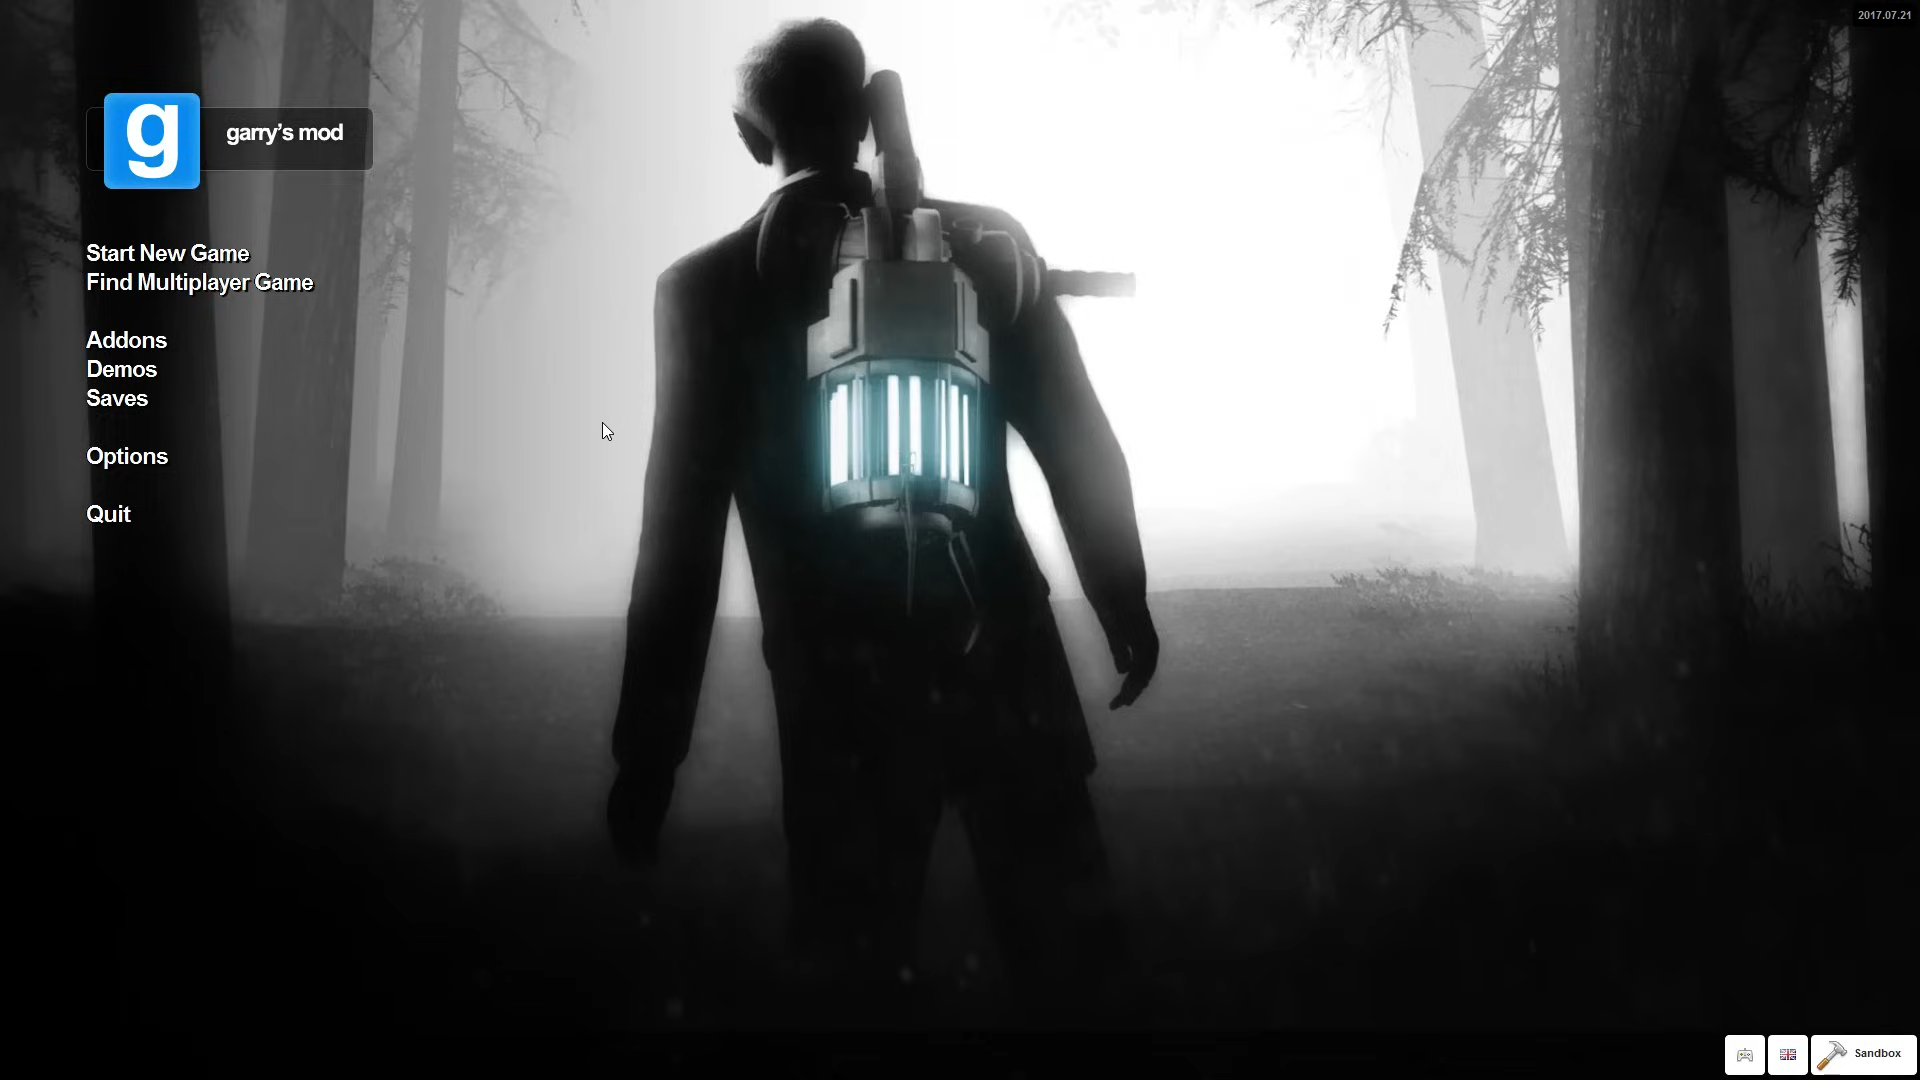 2017.07.21
g
garry's mod
Start New Game
Find Multiplayer Game
Addons
Demos
Saves
Options
Quit
Sandbox